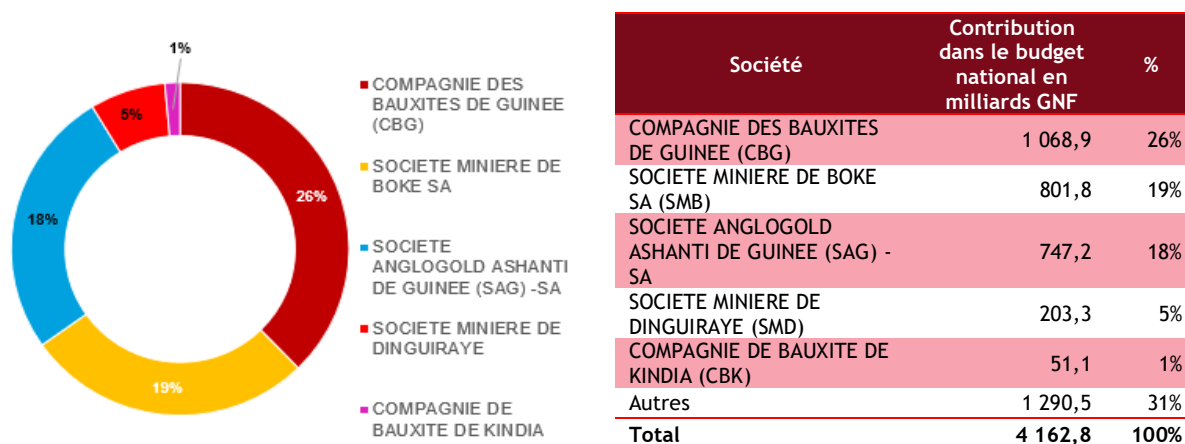 1%
5%
18%
26%
19%
COMPAGNIE DES
BAUXITES DE GUINEE
(CBG)
SOCIETE MINIERE DE
BOKE SA
SOCIETE
ANGLOGOLD ASHANTI
DE GUINEE (SAG) -SA
SOCIETE MINIERE DE
DINGUIRAYE
COMPAGNIE DE
BAUXITE DE KINDIA
Société
Contribution
dans le budget
national en
milliards GNF
%
COMPAGNIE DES BAUXITES
DE GUINEE (CBG)
1 068,9
26%
SOCIETE MINIERE DE BOKE
SA (SMB)
801,8
19%
SOCIETE ANGLOGOLD
ASHANTI DE GUINEE (SAG) -
SA
747,2
18%
SOCIETE MINIERE DE
DINGUIRAYE (SMD)
203,3
5%
COMPAGNIE DE BAUXITE DE
KINDIA (CBK)
51,1
1%
Autres
1 290,5
31%
Total
4 162,8
100%